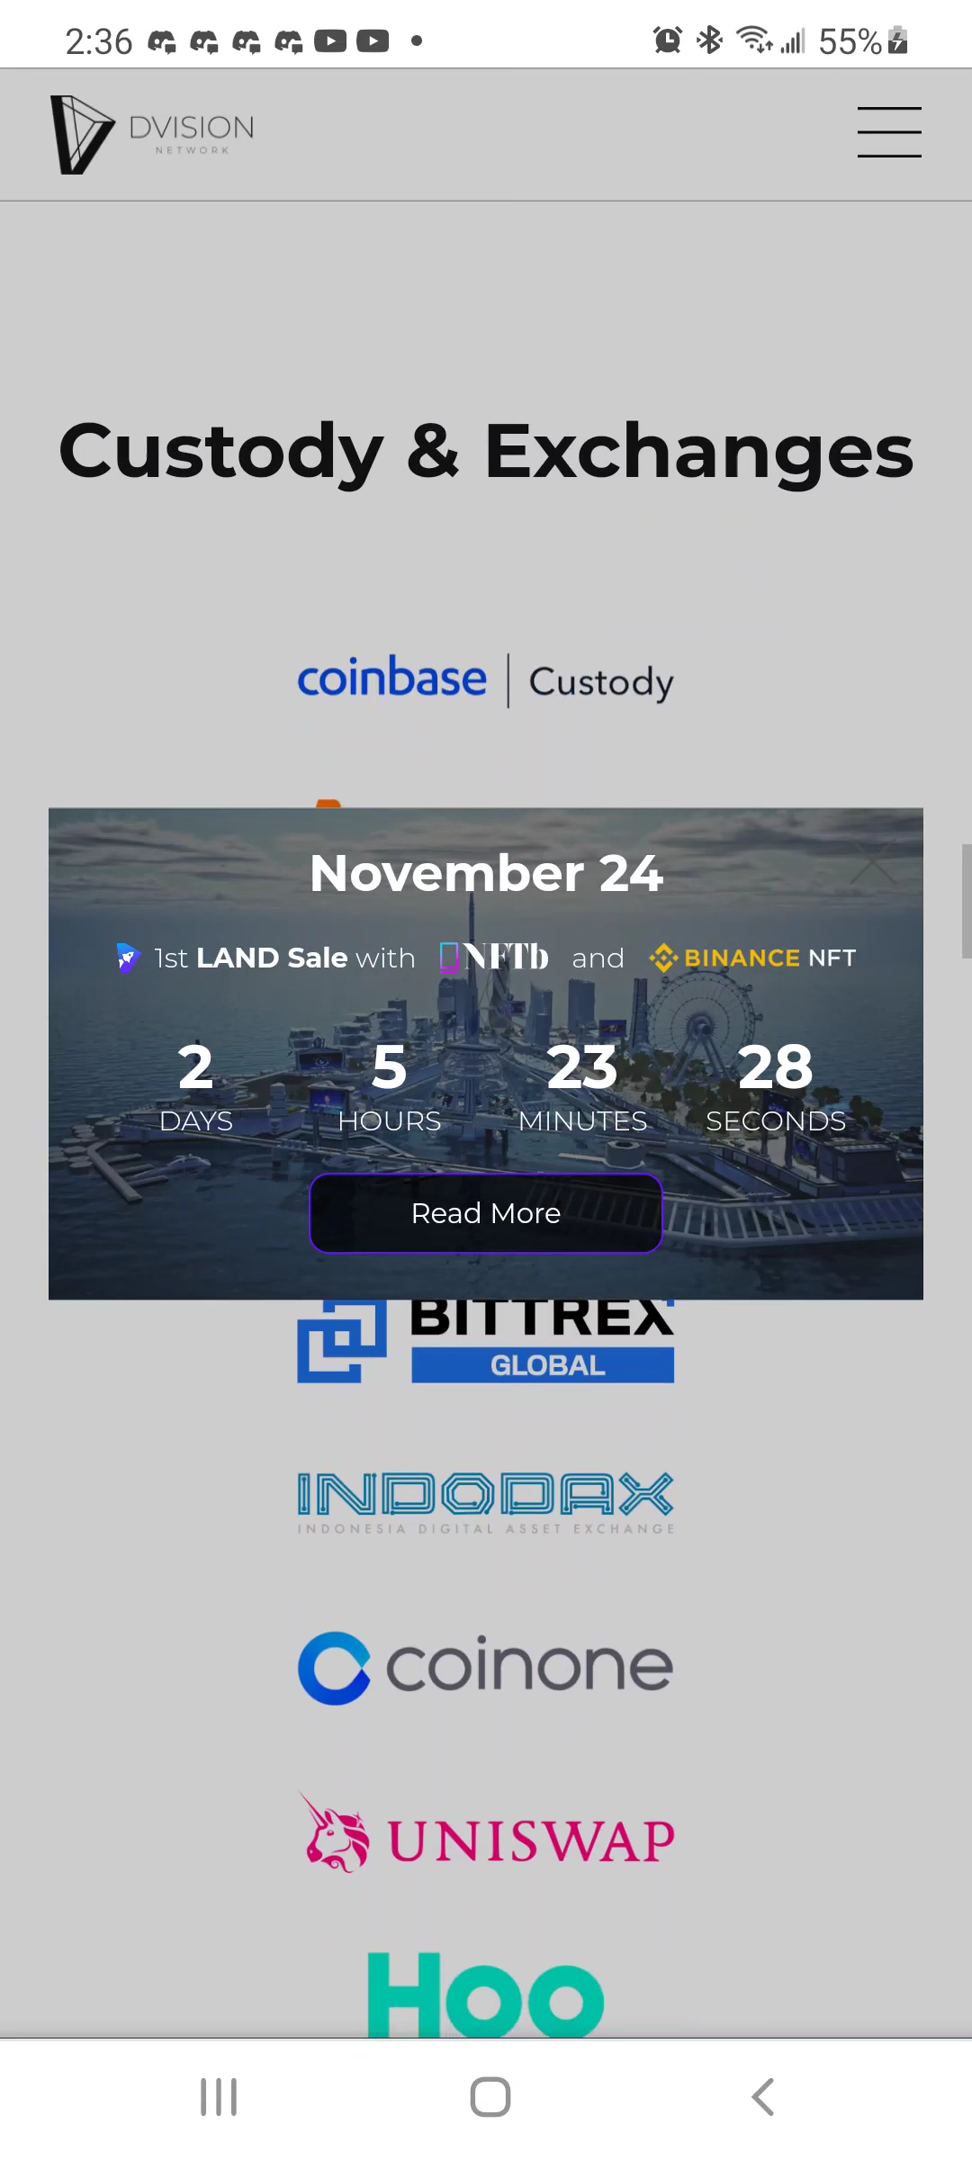 2:36
55%
DVISION
NETWORK
Custody & Exchanges
coinbase | Custody
November 24
1st LAND Sale with NFTb and BINANCE NFT
2 5 23 28
DAYS HOURS MINUTES SECONDS
Read More
BITTREX
GLOBAL
INDODAX
INDONESIA DIGITAL ASSET EXCHANGE
coinone
UNISWAP
Hoo